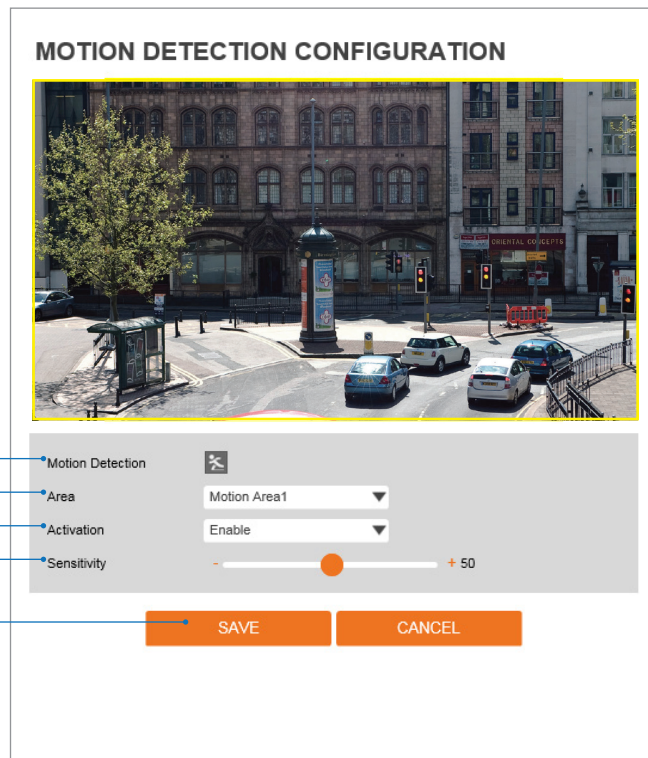 MOTION DETECTION CONFIGURATION
ORIENTAL CONCEPTS
Motion Detection
Area
Motion Area1
Activation
Enable
Sensitivity
- + 50
SAVE
CANCEL